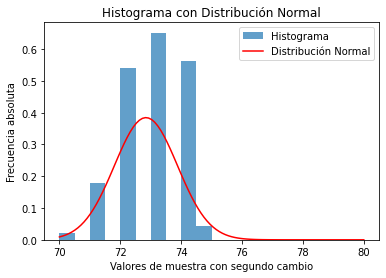 Histograma con Distribución Normal
Histograma
Distribución Normal
Frecuencia absoluta
0.6
0.5
0.4
0.3
0.2
0.1
0.0
70
72
74
76
78
80
Valores de muestra con segundo cambio